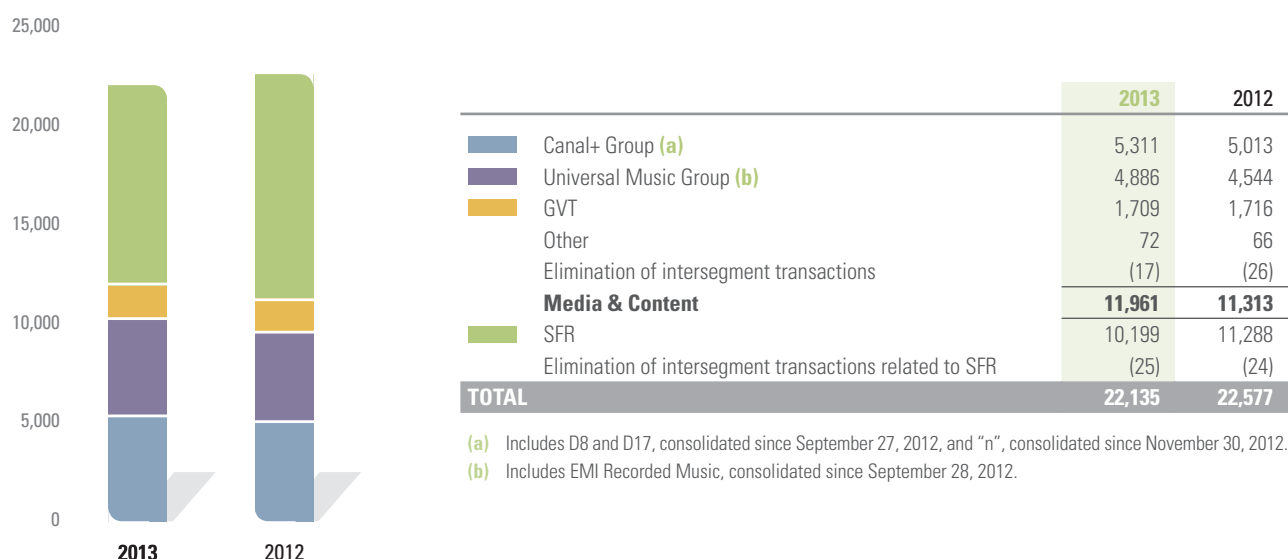 25,000
20,000
15,000
10,000
5,000
0
2013 2012
2013 2012
Canal+ Group (a) 5,311 5,013
Universal Music Group (b) 4,886 4,544
GVT 1,709 1,716
Other 72 66
Elimination of intersegment transactions (17) (26)
Media & Content 11,961 11,313
SFR 10,199 11,288
Elimination of intersegment transactions related to SFR (25) (24)
TOTAL 22,135 22,577
(a) Includes D8 and D17, consolidated since September 27, 2012, and “n”, consolidated since November 30, 2012.
(b) Includes EMI Recorded Music, consolidated since September 28, 2012.